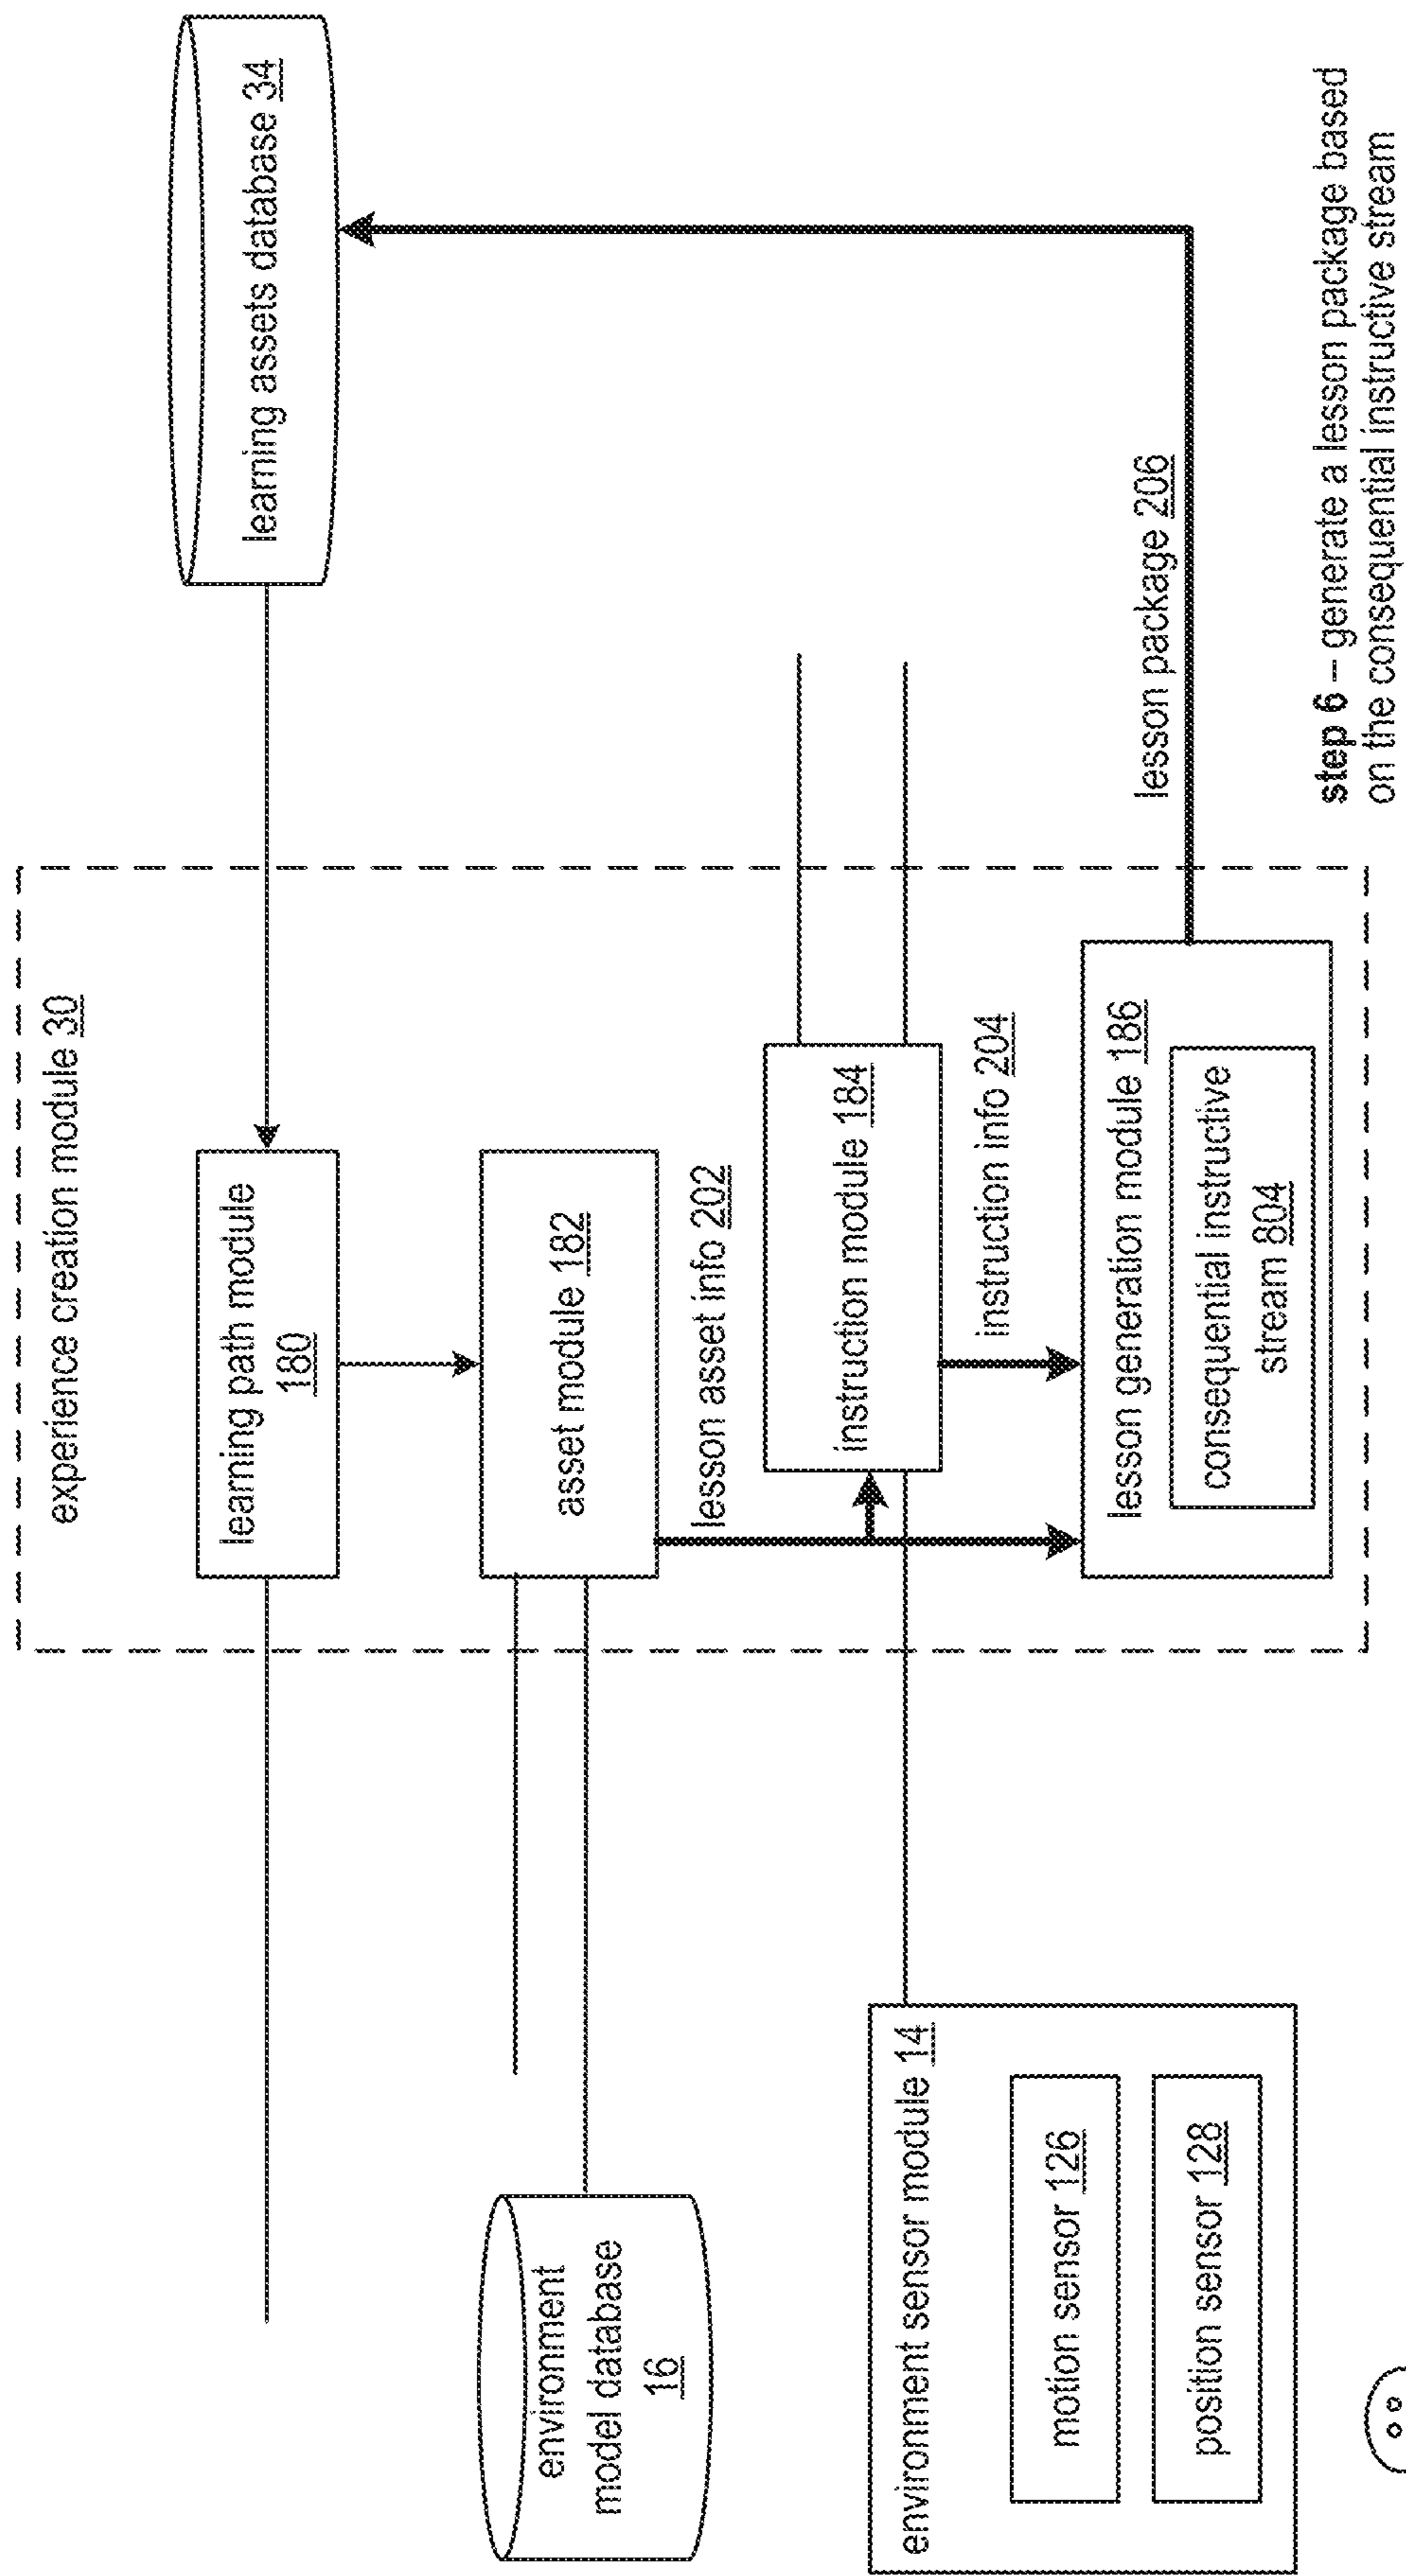 experience creation module 30
learning assets database 34
learning path module
180
environment
model database
16
asset module 182
lesson asset info 202
instruction module 184
instruction info 204
environment sensor module 14
motion sensor 126
position sensor 128
lesson generation module 186
consequential instructive
stream 804
lesson package 206
step 6 – generate a lesson package based
on the consequential instructive stream